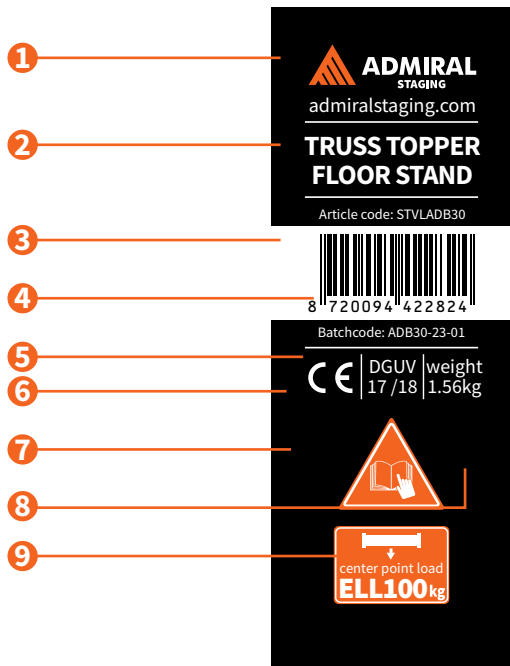 1
ADMIRAL
STAGING
admiralstaging.com
2
TRUSS TOPPER
FLOOR STAND
Article code: STVLADB30
3
4
8 720094 422824
Batchcode: ADB30-23-01
5
CE
DGUV
17 /18
weight
1.56kg
6
7
8
9
center point load
ELL100kg